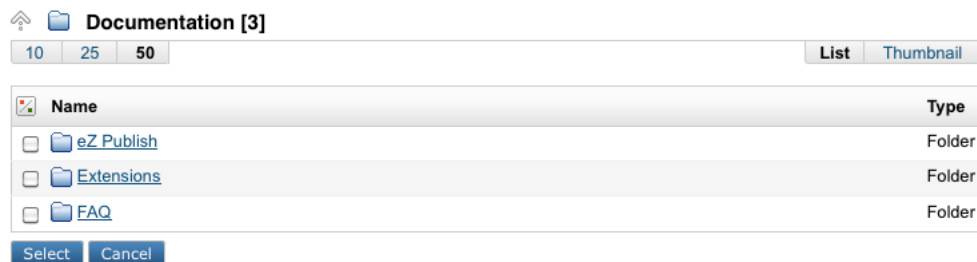 Documentation [3]
10 25 50 List Thumbnail
Name Type
eZ Publish Folder
Extensions Folder
FAQ Folder
Select Cancel